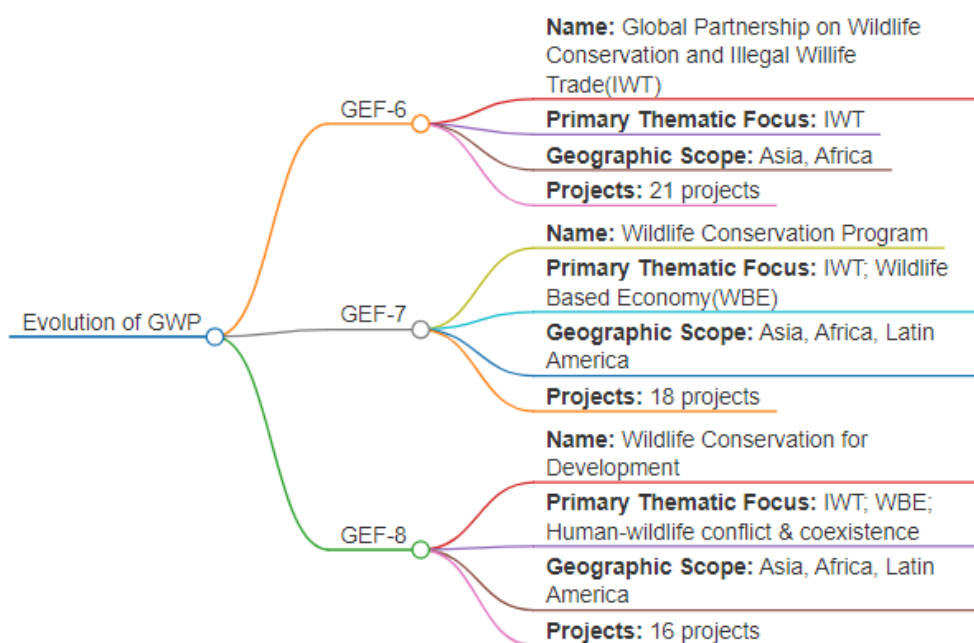 Name: Global Partnership on Wildlife
Conservation and Illegal Willife
Trade(IWT)
GEF-6
Primary Thematic Focus: IWT
Geographic Scope: Asia, Africa
Projects: 21 projects
Name: Wildlife Conservation Program
Primary Thematic Focus: IWT; Wildlife
Based Economy(WBE)
Evolution of GWP
GEF-7
Geographic Scope: Asia, Africa, Latin
America
Projects: 18 projects
Name: Wildlife Conservation for
Development
Primary Thematic Focus: IWT; WBE;
Human-wildlife conflict & coexistence
GEF-8
Geographic Scope: Asia, Africa, Latin
America
Projects: 16 projects